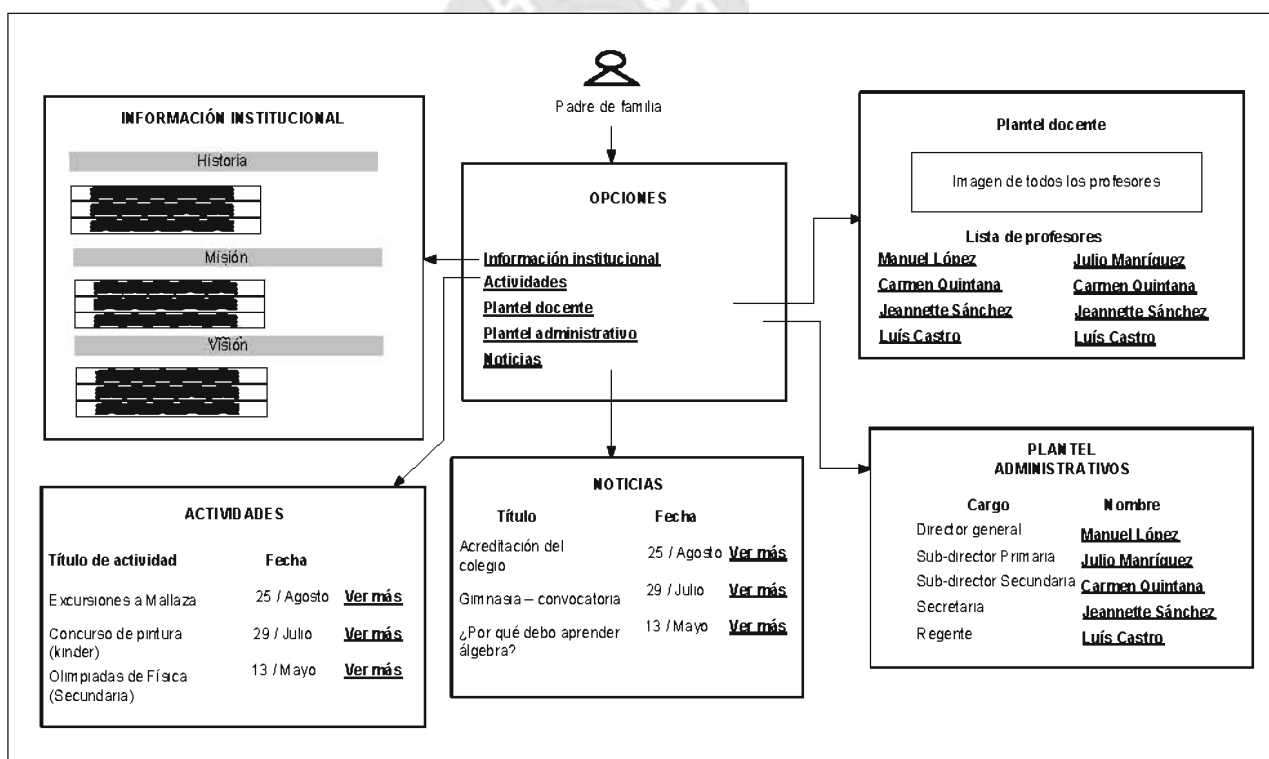 Padre de familia
INFORMACIÓN INSTITUCIONAL
Historia
Misión
Visión
OPCIONES
Información institucional
Actividades
Plantel docente
Plantel administrativo
Noticias
Plantel docente
Imagen de todos los profesores
Lista de profesores
Manuel López Julio Manríquez
Carmen Quintana Carmen Quintana
Jeannette Sánchez Jeannette Sánchez
Luís Castro Luís Castro
ACTIVIDADES
Título de actividad Fecha
Excursiones a Mallaza 25 / Agosto Ver más
Concurso de pintura 29 / Julio Ver más
(kinder)
Olimpiadas de Física 13 / Mayo Ver más
(Secundaria)
NOTICIAS
Título Fecha
Acreditación del 25 / Agosto Ver más
colegio
Gimnasia – convocatoria 29 / Julio Ver más
¿Por qué debo aprender 13 / Mayo Ver más
álgebra?
PLANTEL
ADMINISTRATIVOS
Cargo Nombre
Director general Manuel López
Sub-director Primaria Julio Manríquez
Sub-director Secundaria Carmen Quintana
Secretaria Jeannette Sánchez
Regente Luís Castro